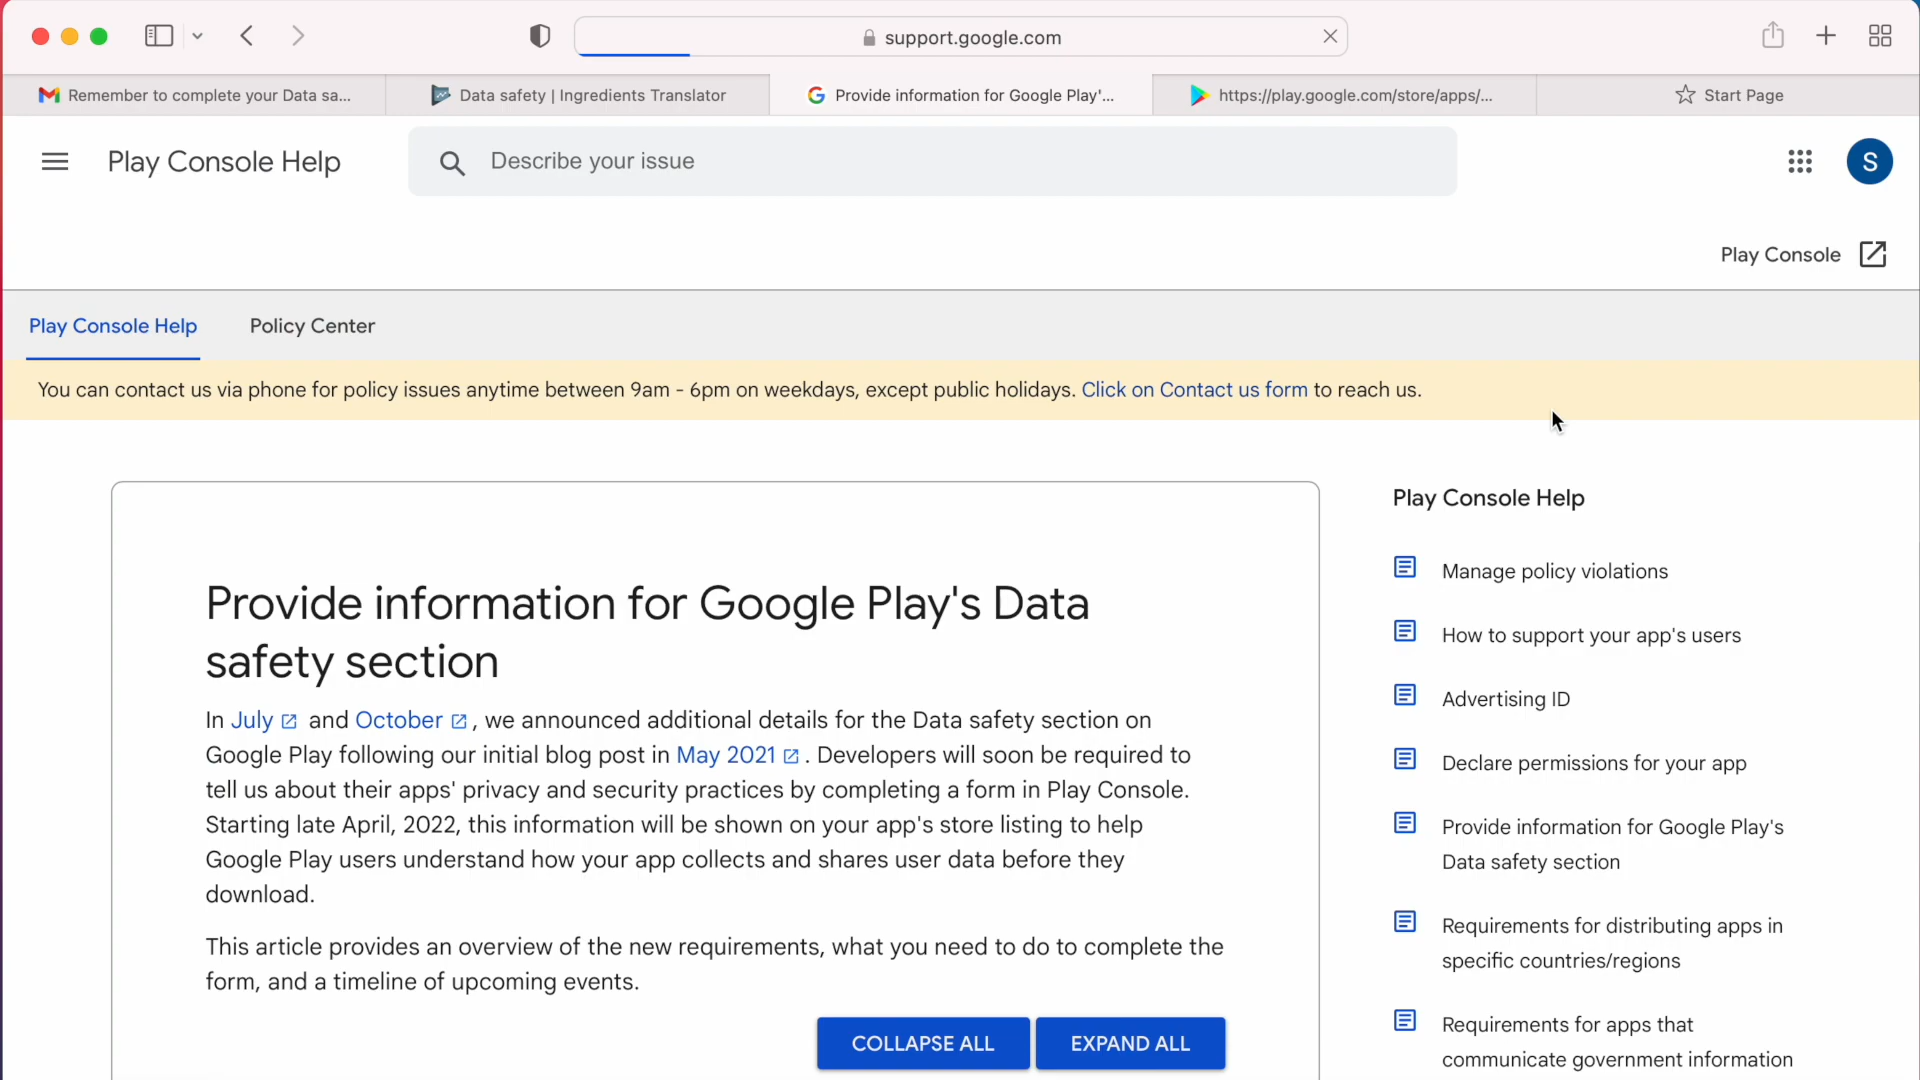 support.google.com
Remember to complete your Data sa...
Data safety | Ingredients Translator
Provide information for Google Play'...
https://play.google.com/store/apps/...
Start Page
Play Console Help
Describe your issue
S
Play Console
Play Console Help
Policy Center
You can contact us via phone for policy issues anytime between 9am - 6pm on weekdays, except public holidays. Click on Contact us form to reach us.
Provide information for Google Play's Data
safety section
In July and October , we announced additional details for the Data safety section on
Google Play following our initial blog post in May 2021 . Developers will soon be required to
tell us about their apps' privacy and security practices by completing a form in Play Console.
Starting late April, 2022, this information will be shown on your app's store listing to help
Google Play users understand how your app collects and shares user data before they
download.
This article provides an overview of the new requirements, what you need to do to complete the
form, and a timeline of upcoming events.
COLLAPSE ALL
EXPAND ALL
Play Console Help
Manage policy violations
How to support your app's users
Advertising ID
Declare permissions for your app
Provide information for Google Play's
Data safety section
Requirements for distributing apps in
specific countries/regions
Requirements for apps that
communicate government information